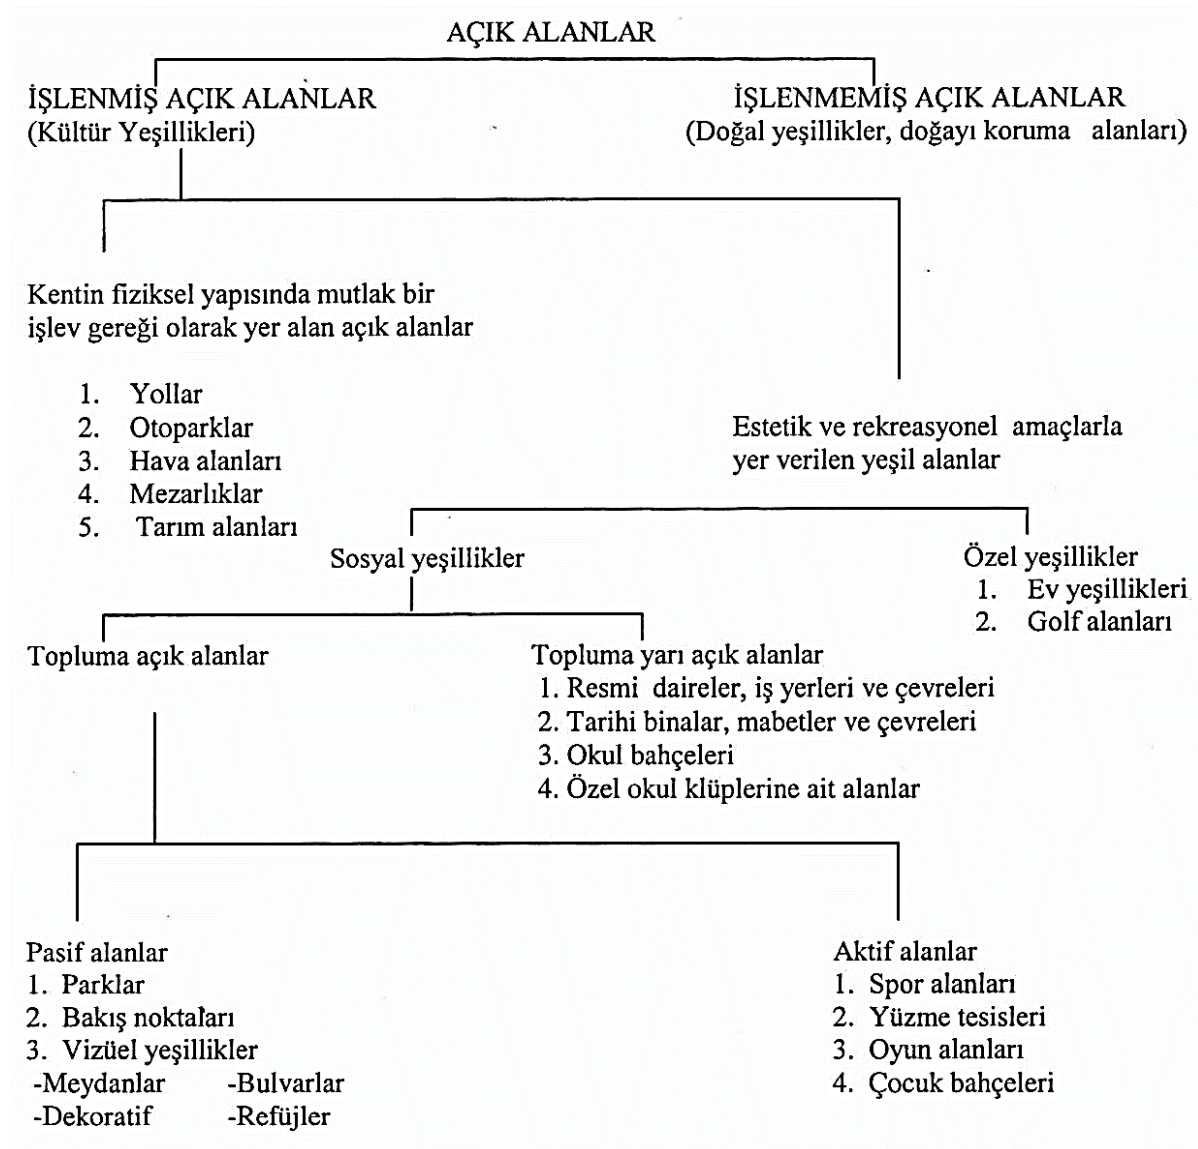 AÇIK ALANLAR
İŞLENMİŞ AÇIK ALANLAR
(Kültür Yeşillikleri)
İŞLENMEMİŞ AÇIK ALANLAR
(Doğal yeşillikler, doğayı koruma alanları)
Kentin fiziksel yapısında mutlak bir
işlev gereği olarak yer alan açık alanlar
1. Yollar
2. Otoparklar
3. Hava alanları
4. Mezarlıklar
5. Tarım alanları
Estetik ve rekreasyonel amaçlarla
yer verilen yeşil alanlar
Sosyal yeşillikler
Özel yeşillikler
1. Ev yeşillikleri
2. Golf alanları
Topluma açık alanlar
Topluma yarı açık alanlar
1. Resmi daireler, iş yerleri ve çevreleri
2. Tarihi binalar, mabetler ve çevreleri
3. Okul bahçeleri
4. Özel okul klüplerine ait alanlar
Pasif alanlar
1. Parklar
2. Bakış noktaları
3. Vizüel yeşillikler
-Meydanlar -Bulvarlar
-Dekoratif -Refüjler
Aktif alanlar
1. Spor alanları
2. Yüzme tesisleri
3. Oyun alanları
4. Çocuk bahçeleri